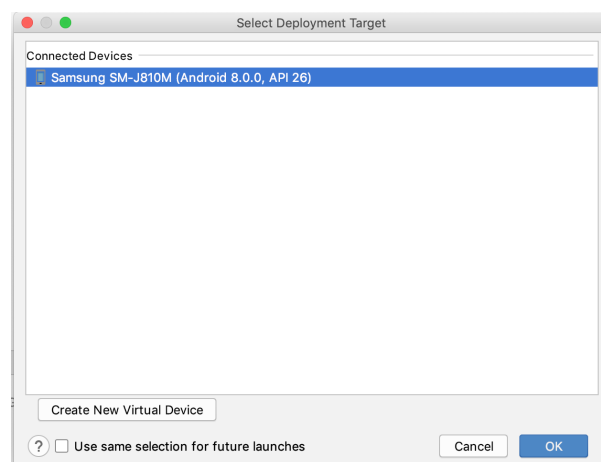 Select Deployment Target
Connected Devices
Samsung SM-J810M (Android 8.0.0, API 26)
Create New Virtual Device
? Use same selection for future launches Cancel OK